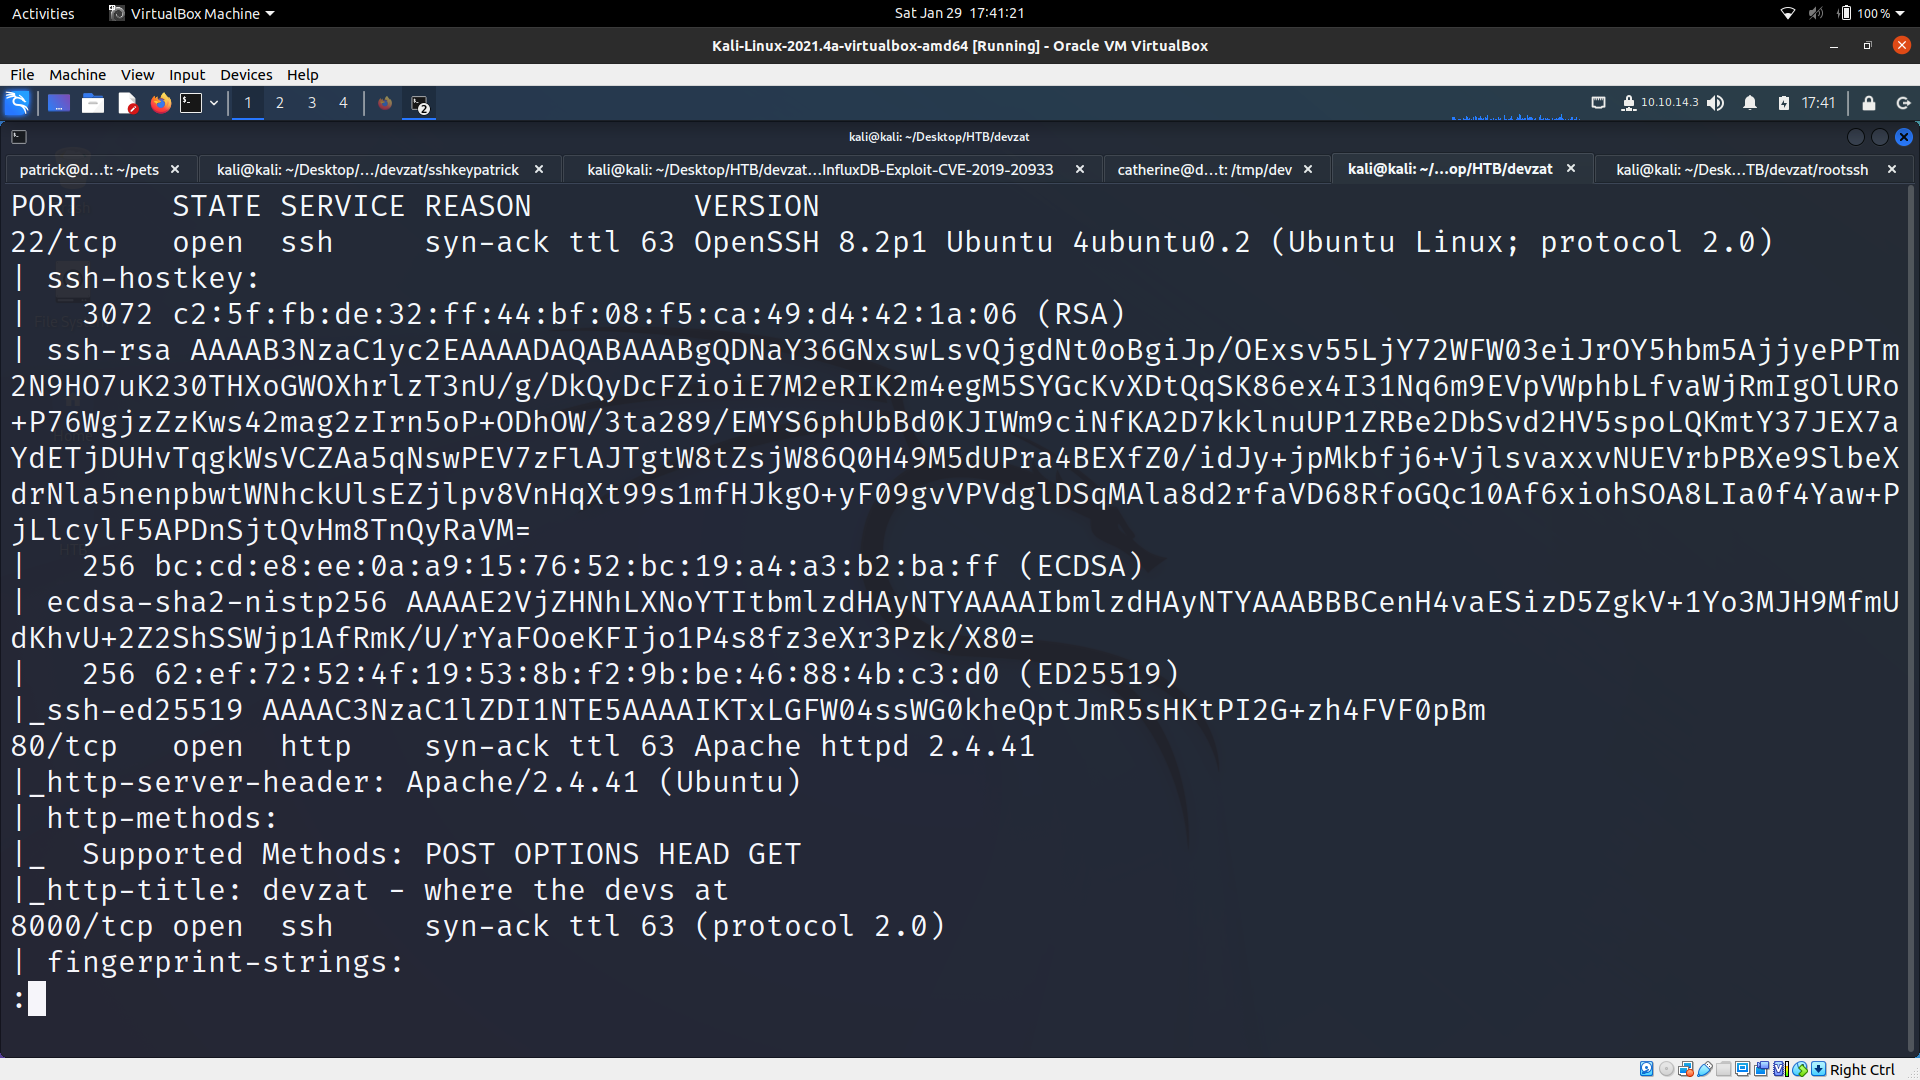 Activities VirtualBox Machine Sat Jan 29 17:41:21 100 %
Kali-Linux-2021.4a-virtualbox-amd64 [Running] - Oracle VM VirtualBox
File Machine View Input Devices Help
1 2 3 4 2 10.10.14.3 17:41
kali@kali: ~/Desktop/HTB/devzat
patrick@d...t: ~/pets kali@kali: ~/Desktop/.../devzat/sshkeypatrick kali@kali: ~/Desktop/HTB/devzat...InfluxDB-Exploit-CVE-2019-20933 catherine@d...t: /tmp/dev kali@kali: ~/...op/HTB/devzat kali@kali: ~/Desk...TB/devzat/rootssh
PORT STATE SERVICE REASON VERSION
22/tcp open ssh syn-ack ttl 63 OpenSSH 8.2p1 Ubuntu 4ubuntu0.2 (Ubuntu Linux; protocol 2.0)
| ssh-hostkey:
| 3072 c2:5f:fb:de:32:ff:44:bf:08:f5:ca:49:d4:42:1a:06 (RSA)
| ssh-rsa AAAAB3NzaC1yc2EAAAADAQABAAABgQDNaY36GNxswLsvQjgdNt0oBgiJp/OExsv55LjY72WFW03eiJrOY5hbm5AjjyePPTm
2N9HO7uK230THXoGWOXhrlzT3nU/g/DkQyDcFZioiE7M2eRIK2m4egM5SYGcKvXDtQqSK86ex4I31Nq6m9EVpVWphbLfvaWjRmIgOlURo
+P76WgjzZzKws42mag2zIrn5oP+ODhOW/3ta289/EMYS6phUbBd0KJIWm9ciNfKA2D7kklnuUP1ZRBe2DbSvd2HV5spoLQKmtY37JEX7a
YdETjDUHvTqgkWsVCZAa5qNswPEV7zFlAJTgtW8tZsjW86Q0H49M5dUPra4BEXfZ0/idJy+jpMkbfj6+VjlsvaxxvNUEVrbPBXe9SlbeX
drNla5nenpbwtWNhckUlsEZjlpv8VnHqXt99s1mfHJkgO+yF09gvVPVdglDSqMAla8d2rfaVD68RfoGQc10Af6xiohSOA8LIa0f4Yaw+P
jLlcylF5APDnSjtQvHm8TnQyRaVM=
| 256 bc:cd:e8:ee:0a:a9:15:76:52:bc:19:a4:a3:b2:ba:ff (ECDSA)
| ecdsa-sha2-nistp256 AAAAE2VjZHNhLXNoYTItbmlzdHAyNTYAAAAIbmlzdHAyNTYAAABBBCenH4vaESizD5ZgkV+1Yo3MJH9MfmU
dKhvU+2Z2ShSSWjp1AfRmK/U/rYaFOoeKFIjo1P4s8fz3eXr3Pzk/X80=
| 256 62:ef:72:52:4f:19:53:8b:f2:9b:be:46:88:4b:c3:d0 (ED25519)
|_ssh-ed25519 AAAAC3NzaC1lZDI1NTE5AAAAIKTxLGFW04ssWG0kheQptJmR5sHKtPI2G+zh4FVF0pBm
80/tcp open http syn-ack ttl 63 Apache httpd 2.4.41
|_http-server-header: Apache/2.4.41 (Ubuntu)
| http-methods:
|_ Supported Methods: POST OPTIONS HEAD GET
|_http-title: devzat - where the devs at
8000/tcp open ssh syn-ack ttl 63 (protocol 2.0)
| fingerprint-strings:
:
Right Ctrl